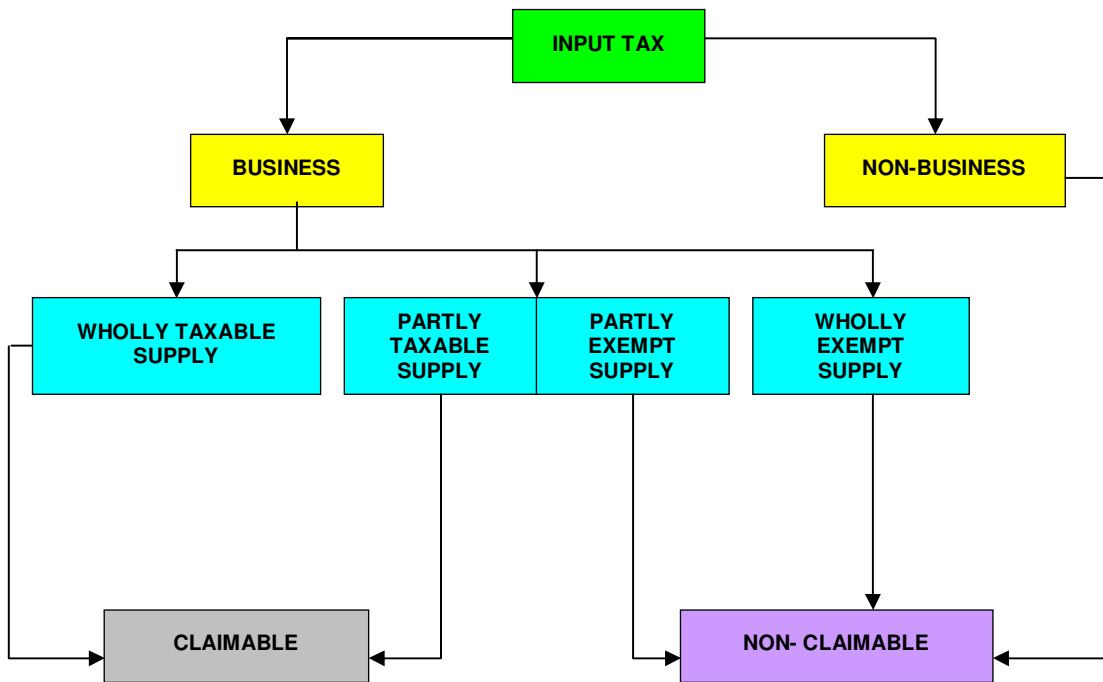 INPUT TAX
BUSINESS
NON-BUSINESS
WHOLLY TAXABLE
SUPPLY
PARTLY
TAXABLE
SUPPLY
PARTLY
EXEMPT
SUPPLY
WHOLLY
EXEMPT
SUPPLY
CLAIMABLE
NON- CLAIMABLE